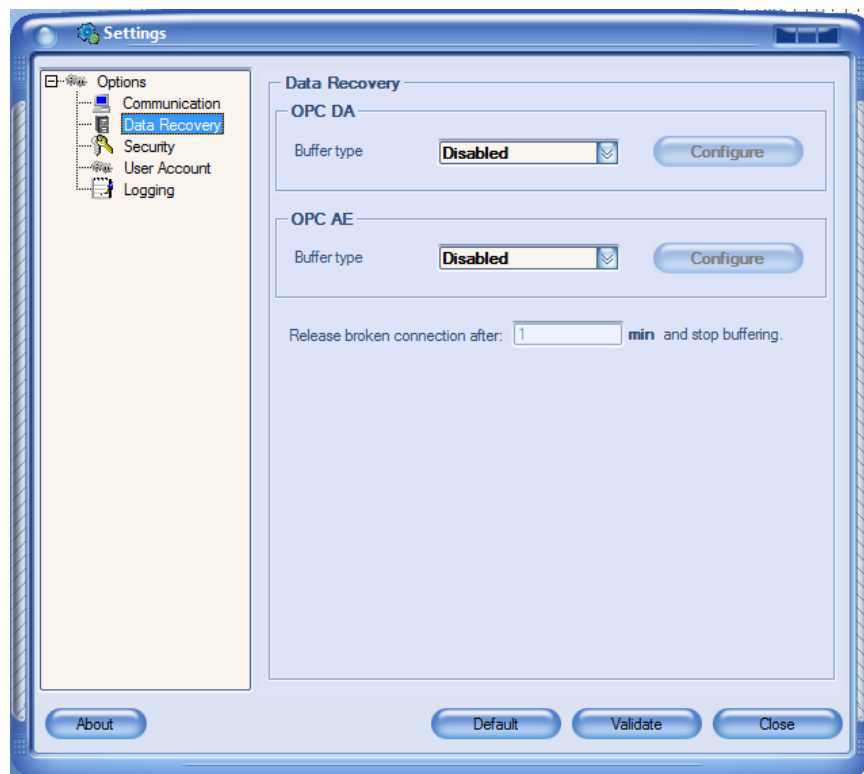 Settings
Options
Communication
Data Recovery
Security
User Account
Logging
Data Recovery
OPC DA
Buffer type Disabled Configure
OPC AE
Buffer type Disabled Configure
Release broken connection after: 1 min and stop buffering.
About Default Validate Close